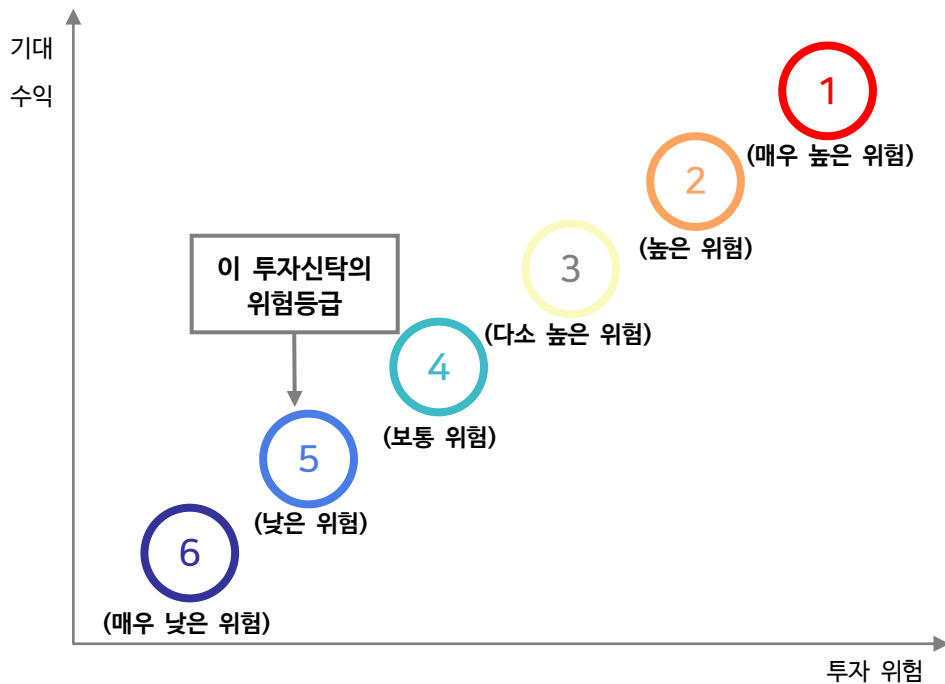 기대
수익
1
(매우 높은 위험)
2
(높은 위험)
이 투자신탁의
위험등급
3
(다소 높은 위험)
4
(보통 위험)
5
(낮은 위험)
6
(매우 낮은 위험)
투자 위험